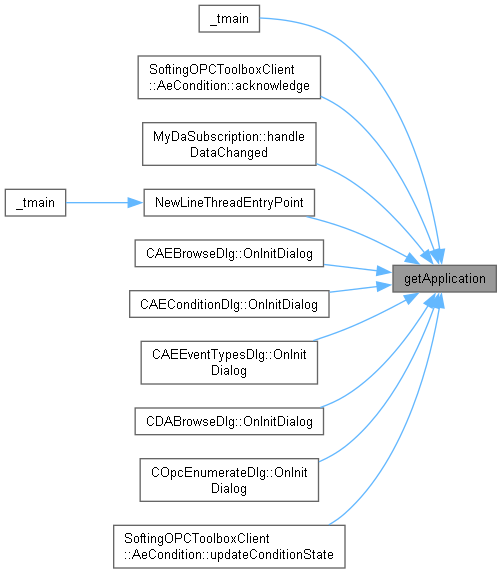 _tmain
SoftingOPCToolboxClient
::AeCondition::acknowledge
MyDaSubscription::handle
DataChanged
_tmain
NewLineThreadEntryPoint
CAEBrowseDlg::OnInitDialog
getApplication
CAEConditionDlg::OnInitDialog
CAEEventTypesDlg::OnInit
Dialog
CDABrowseDlg::OnInitDialog
COpcEnumerateDlg::OnInit
Dialog
SoftingOPCToolboxClient
::AeCondition::updateConditionState